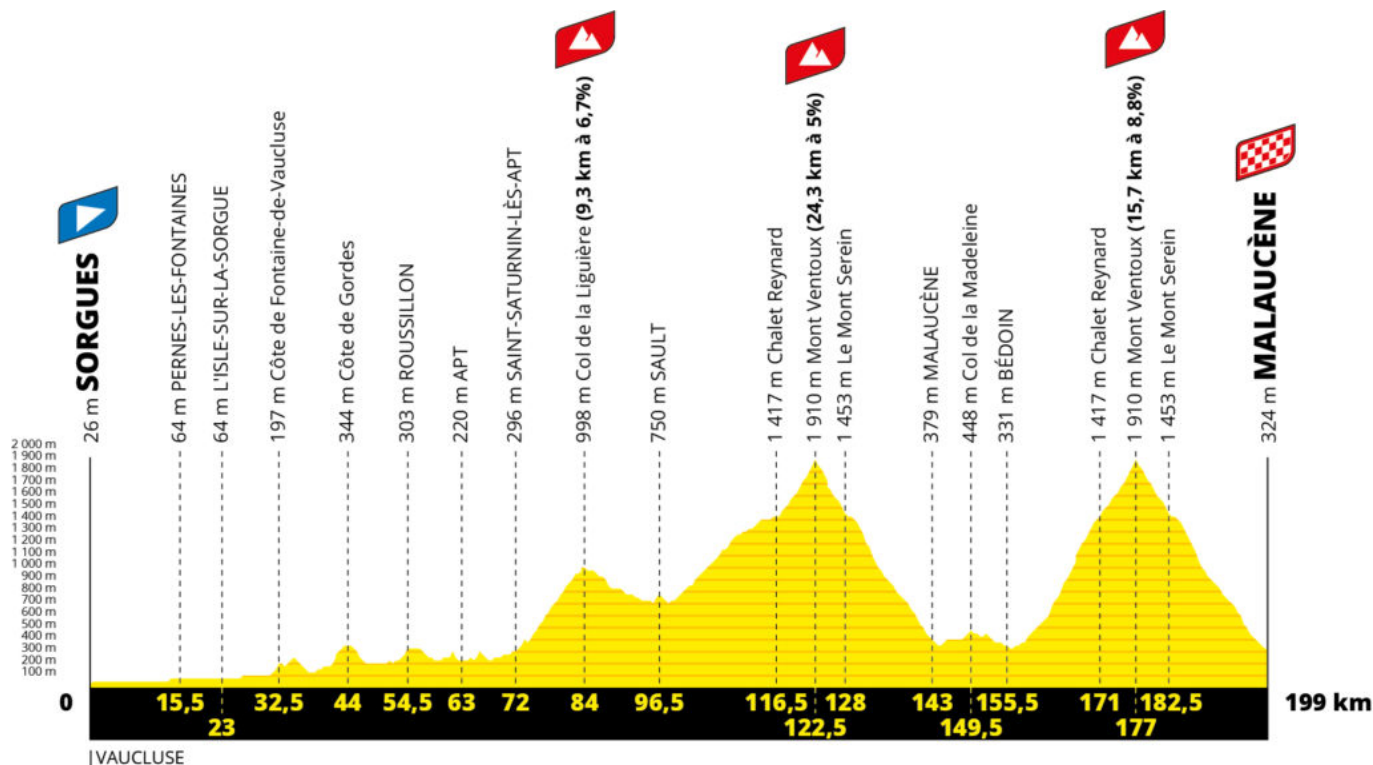 26 m SORGUES
64 m PERNES-LES-FONTAINES
64 m L'ISLE-SUR-LA-SORGUE
197 m Côte de Fontaine-de-Vaucluse
344 m Côte de Gordes
303 m ROUSSILLON
220 m APT
296 m SAINT-SATURNIN-LÈS-APT
998 m Col de la Liguière (9,3 km à 6,7%)
750 m SAULT
1 417 m Chalet Reynard
1 910 m Mont Ventoux (24,3 km à 5%)
1 453 m Le Mont Serein
379 m MALAUCÈNE
448 m Col de la Madeleine
331 m BÉDOIN
1 417 m Chalet Reynard
1 910 m Mont Ventoux (15,7 km à 8,8%)
1 453 m Le Mont Serein
324 m MALAUCÈNE
2 000 m
1 900 m
1 800 m
1 700 m
1 600 m
1 500 m
1 400 m
1 300 m
1 200 m
1 100 m
1 000 m
900 m
800 m
700 m
600 m
500 m
400 m
300 m
200 m
100 m
0 15,5 32,5 44 54,5 63 72 84 96,5 116,5 128 143 155,5 171 182,5 199 km
23 122,5 149,5 177
|VAUCLUSE